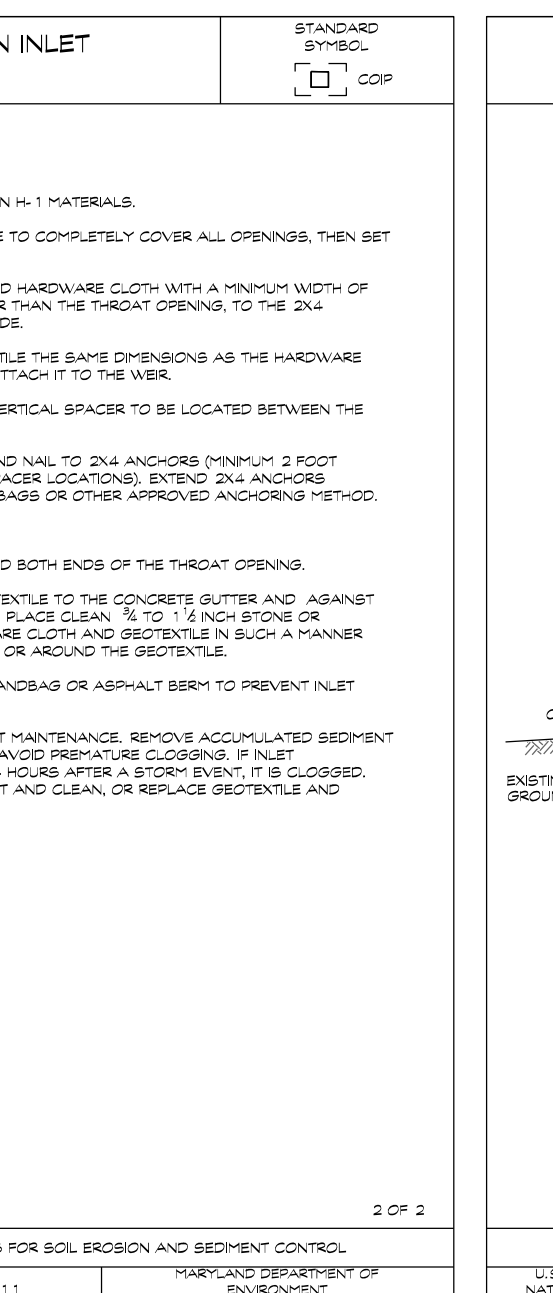 N INLET
STANDARD
SYMBOL
COIP
N H-1 MATERIALS.
E TO COMPLETELY COVER ALL OPENINGS, THEN SET
D HARDWARE CLOTH WITH A MINIMUM WIDTH OF
R THAN THE THROAT OPENING, TO THE 2X4
DE.
TILE THE SAME DIMENSIONS AS THE HARDWARE
TTACH IT TO THE WEIR.
ERTICAL SPACER TO BE LOCATED BETWEEN THE
ND NAIL TO 2X4 ANCHORS (MINIMUM 2 FOOT
ACER LOCATIONS). EXTEND 2X4 ANCHORS
BAGS OR OTHER APPROVED ANCHORING METHOD.
D BOTH ENDS OF THE THROAT OPENING.
TEXTILE TO THE CONCRETE GUTTER AND AGAINST
PLACE CLEAN ¾ TO 1 ½ INCH STONE OR
ARE CLOTH AND GEOTEXTILE IN SUCH A MANNER
OR AROUND THE GEOTEXTILE.
ANDBAG OR ASPHALT BERM TO PREVENT INLET
T MAINTENANCE. REMOVE ACCUMULATED SEDIMENT
AVOID PREMATURE CLOGGING. IF INLET
HOURS AFTER A STORM EVENT, IT IS CLOGGED.
T AND CLEAN, OR REPLACE GEOTEXTILE AND
2 OF 2
S FOR SOIL EROSION AND SEDIMENT CONTROL
11
MARYLAND DEPARTMENT OF
ENVIRONMENT
EXISTIN
GROUN
U.S
NAT